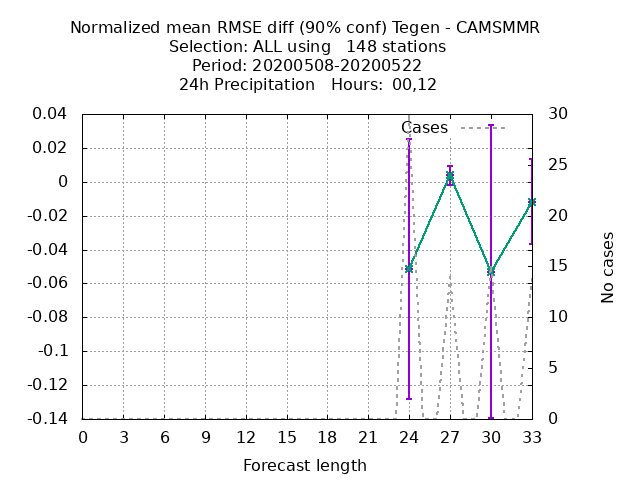 Normalized mean RMSE diff (90% conf) Tegen - CAMSMMR
Selection: ALL using 148 stations
Period: 20200508-20200522
24h Precipitation Hours: 00,12
Cases
0.04
0.02
0
-0.02
-0.04
-0.06
-0.08
-0.1
-0.12
-0.14
30
25
20
15
10
5
0
No cases
0 3 6 9 12 15 18 21 24 27 30 33
Forecast length